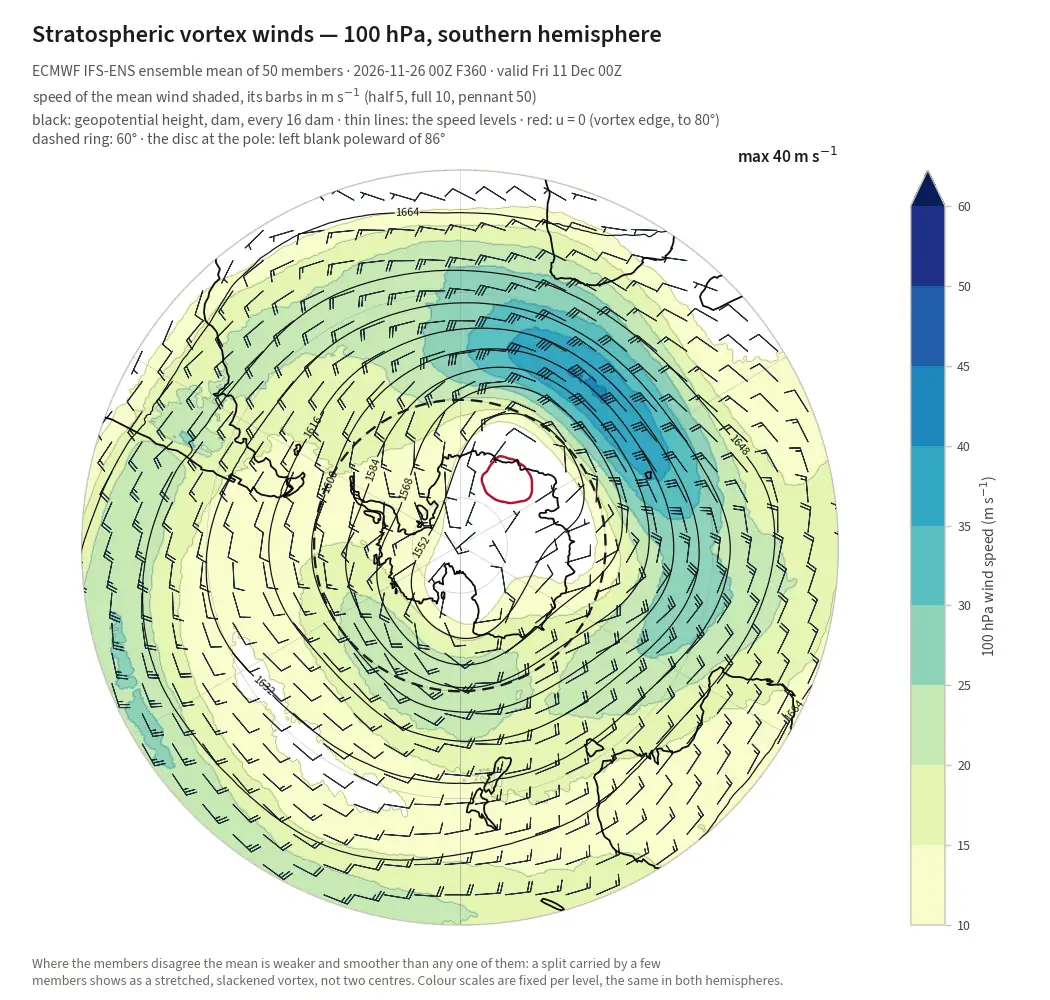 Stratospheric vortex winds — 100 hPa, southern hemisphere
ECMWF IFS-ENS ensemble mean of 50 members · 2026-11-26 00Z F360 · valid Fri 11 Dec 00Z
speed of the mean wind shaded, its barbs in m s⁻¹ (half 5, full 10, pennant 50)
black: geopotential height, dam, every 16 dam · thin lines: the speed levels · red: u = 0 (vortex edge, to 80°)
dashed ring: 60° · the disc at the pole: left blank poleward of 86°
max 40 m s⁻¹
1664
1616
1648
1584
1600
1568
1552
1632
1664
60
50
45
40
35
30
25
20
15
10
100 hPa wind speed (m s⁻¹)
Where the members disagree the mean is weaker and smoother than any one of them: a split carried by a few
members shows as a stretched, slackened vortex, not two centres. Colour scales are fixed per level, the same in both hemispheres.